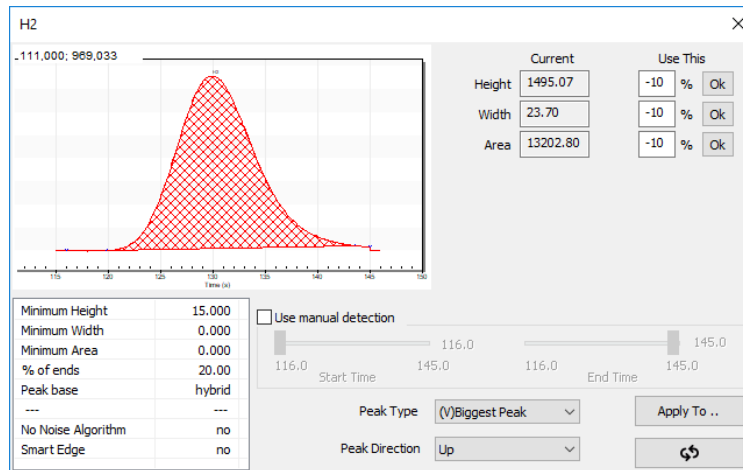 H2
111,000; 969,033
H2
115 120 125 130 135 140 145 150
Time (s)
Current Use This
Height 1495.07 -10 % Ok
Width 23.70 -10 % Ok
Area 13202.80 -10 % Ok
Minimum Height 15.000
Minimum Width 0.000
Minimum Area 0.000
% of ends 20.00
Peak base hybrid
--- ---
No Noise Algorithm no
Smart Edge no
Use manual detection
116.0 145.0
116.0 145.0 116.0 145.0
Start Time End Time
Peak Type (V)Biggest Peak Apply To ..
Peak Direction Up